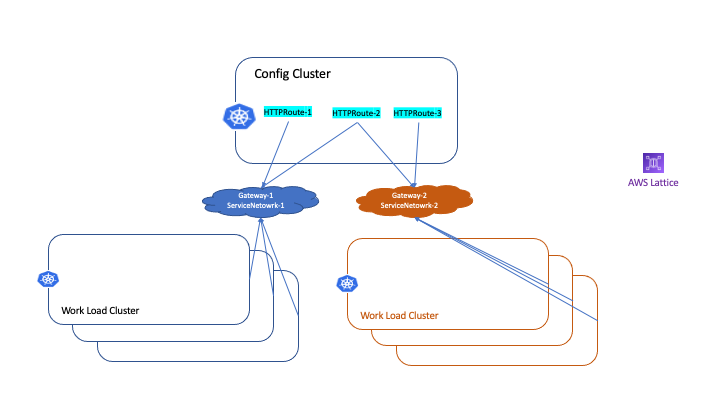 Config Cluster
HTTPRoute-1
HTTPRoute-2
HTTPRoute-3
AWS Lattice
Gateway-1
ServiceNetowrk-1
Gateway-2
ServiceNetowrk-2
Work Load Cluster
Work Load Cluster